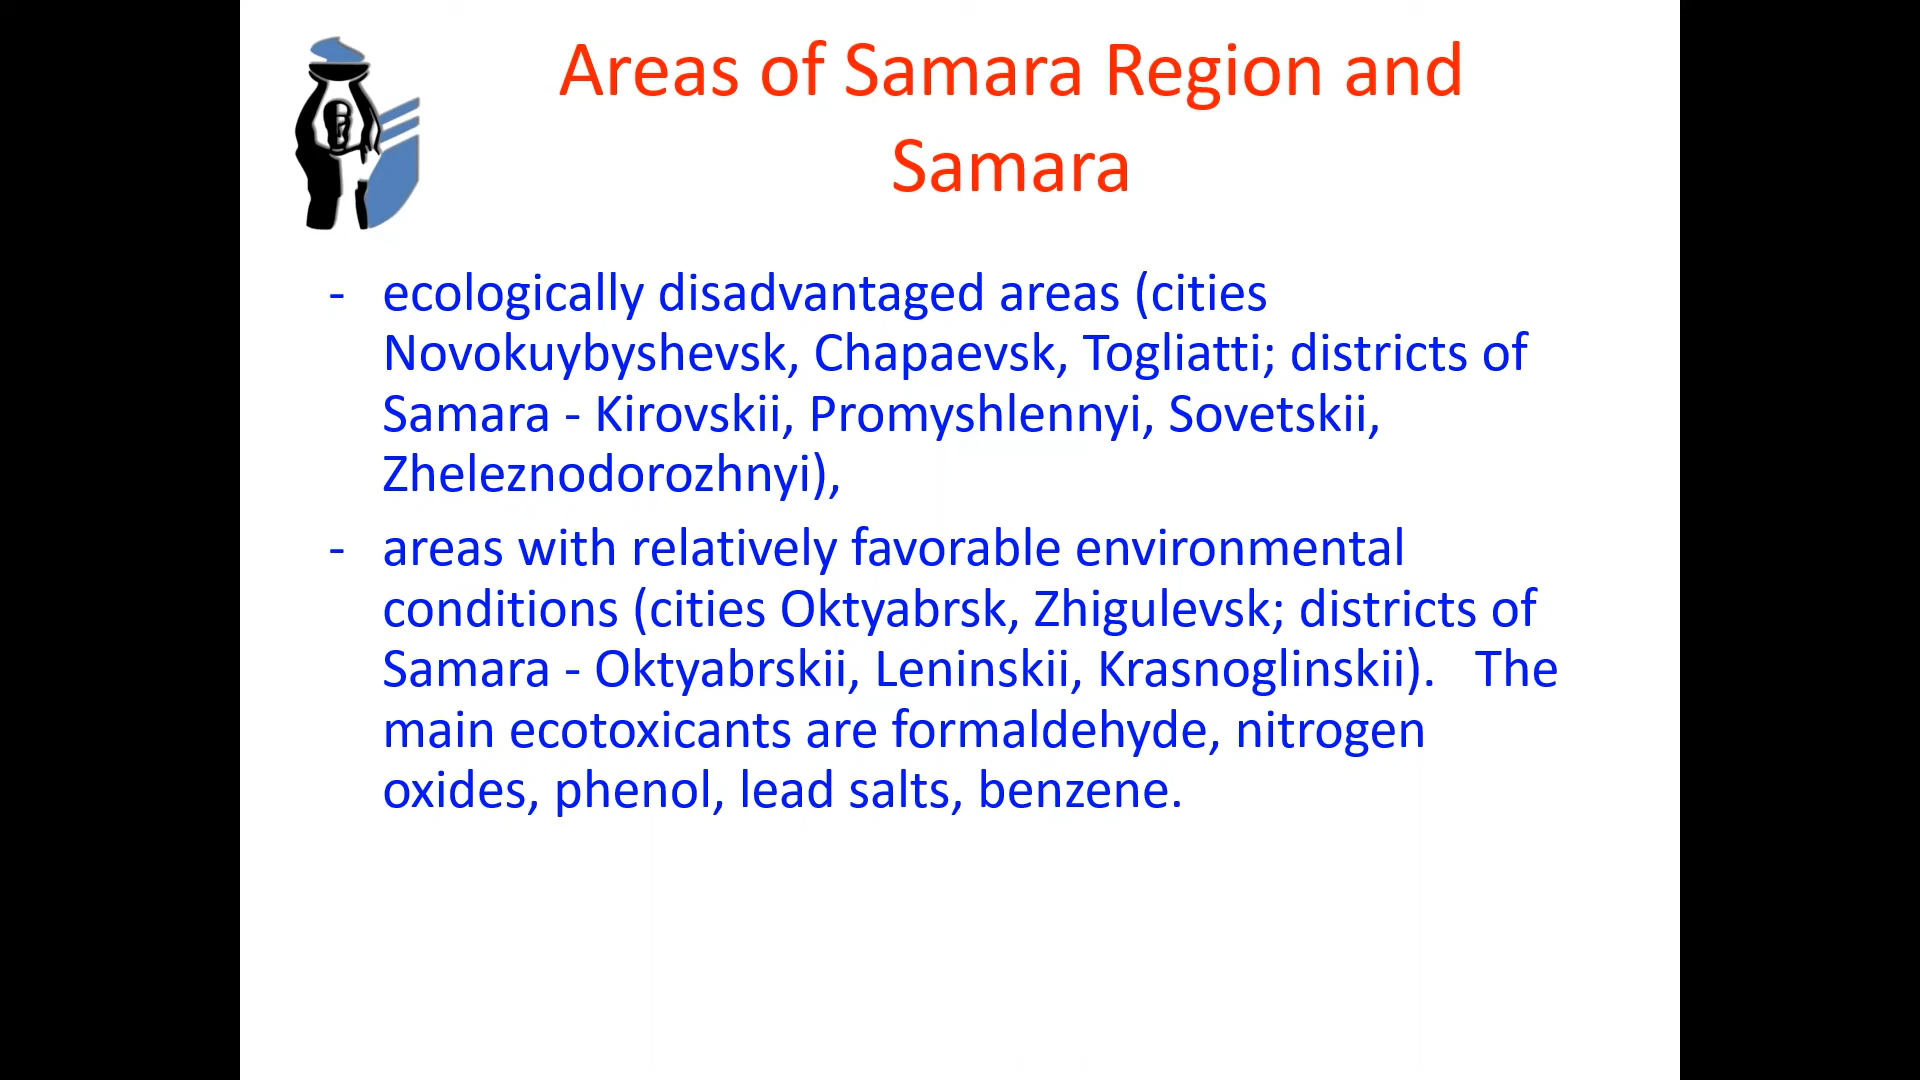 Areas of Samara Region and
Samara
- ecologically disadvantaged areas (cities
Novokuybyshevsk, Chapaevsk, Togliatti; districts of
Samara - Kirovskii, Promyshlennyi, Sovetskii,
Zheleznodorozhnyi),
- areas with relatively favorable environmental
conditions (cities Oktyabrsk, Zhigulevsk; districts of
Samara - Oktyabrskii, Leninskii, Krasnoglinskii). The
main ecotoxicants are formaldehyde, nitrogen
oxides, phenol, lead salts, benzene.